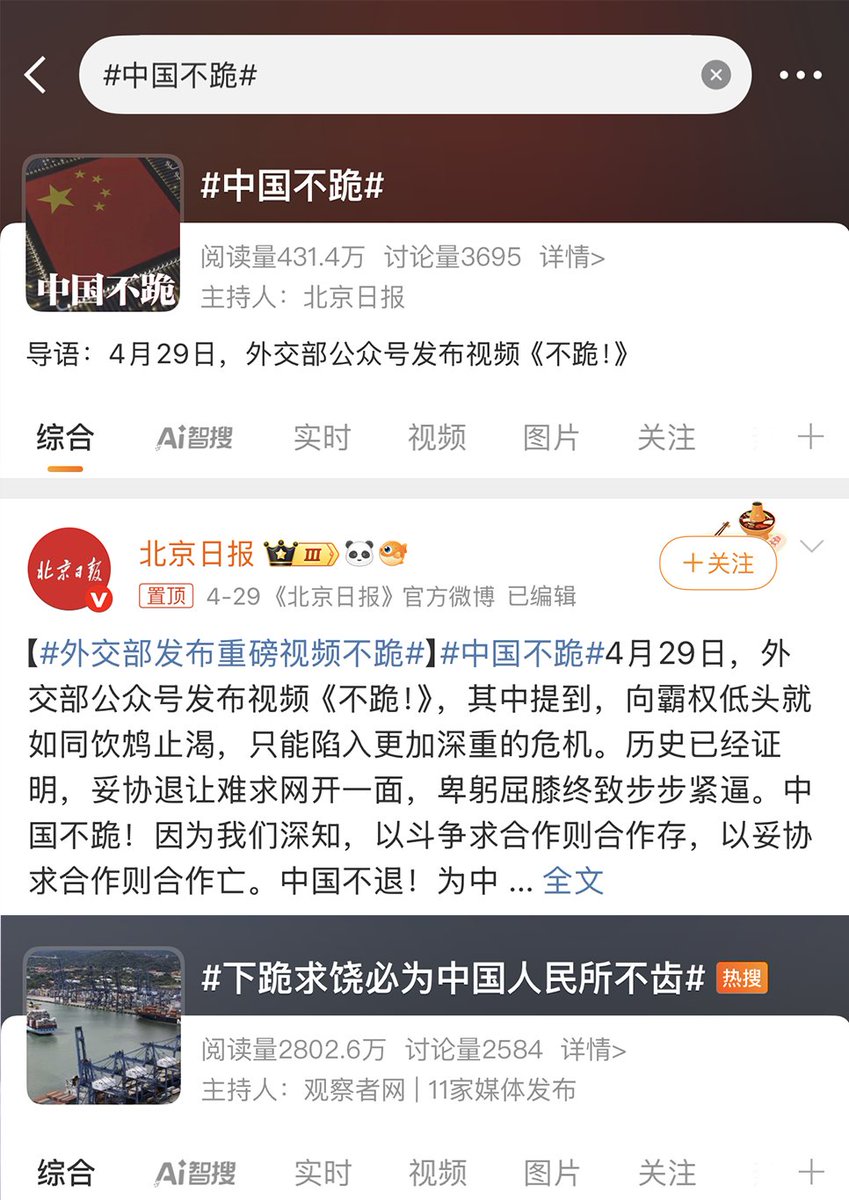 #中国不跪#
#中国不跪#
中国不跪
阅读量431.4万 讨论量3695 详情>
主持人：北京日报
导语：4月29日，外交部公众号发布视频《不跪！》
综合 Ai智搜 实时 视频 图片 关注
北京日报
北京日报 III
+关注
置顶 4-29 《北京日报》官方微博 已编辑
【#外交部发布重磅视频不跪#】#中国不跪#4月29日，外
交部公众号发布视频《不跪！》，其中提到，向霸权低头就
如同饮鸩止渴，只能陷入更加深重的危机。历史已经证
明，妥协退让难求网开一面，卑躬屈膝终致步步紧逼。中
国不跪！因为我们深知，以斗争求合作则合作存，以妥协
求合作则合作亡。中国不退！为中 ... 全文
#下跪求饶必为中国人民所不齿# 热搜
阅读量2802.6万 讨论量2584 详情>
主持人：观察者网 | 11家媒体发布
综合 Ai智搜 实时 视频 图片 关注